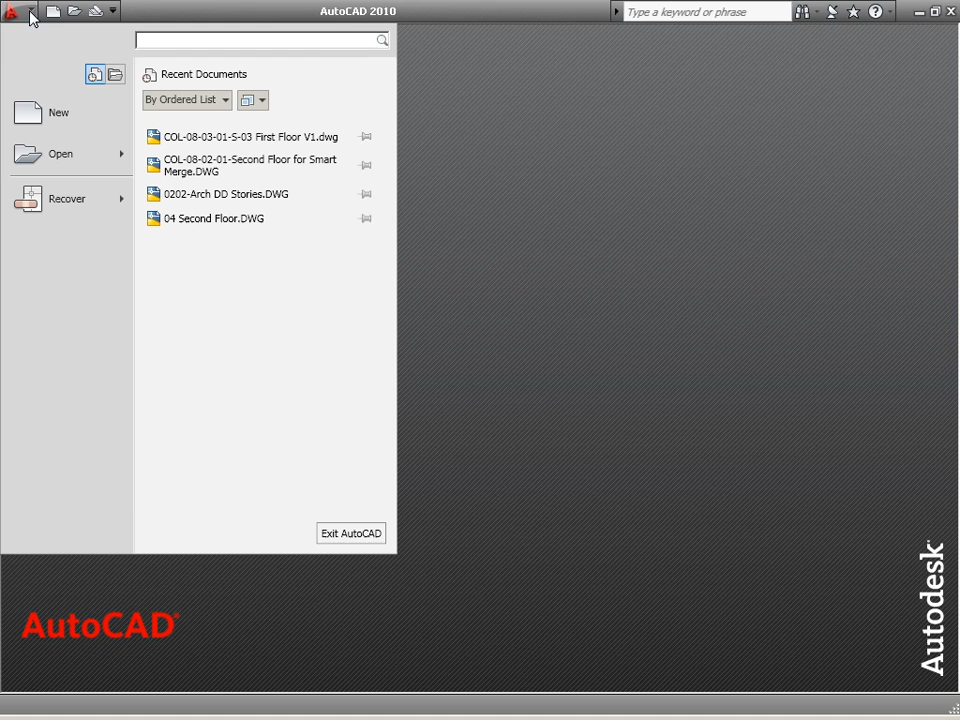 AutoCAD 2010
Type a keyword or phrase
Recent Documents
By Ordered List
New
COL-08-03-01-S-03 First Floor V1.dwg
Open
COL-08-02-01-Second Floor for Smart
Merge.DWG
Recover
0202-Arch DD Stories.DWG
04 Second Floor.DWG
Exit AutoCAD
AutoCAD®
Autodesk®